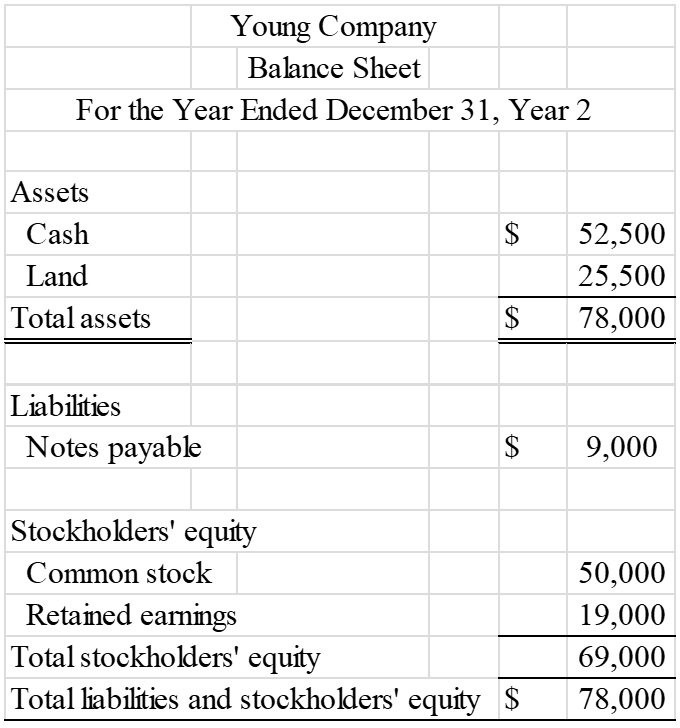 Young Company
Balance Sheet
For the Year Ended December 31, Year 2
Assets
Cash $ 52,500
Land 25,500
Total assets $ 78,000
Liabilities
Notes payable $ 9,000
Stockholders' equity
Common stock 50,000
Retained earnings 19,000
Total stockholders' equity 69,000
Total liabilities and stockholders' equity $ 78,000